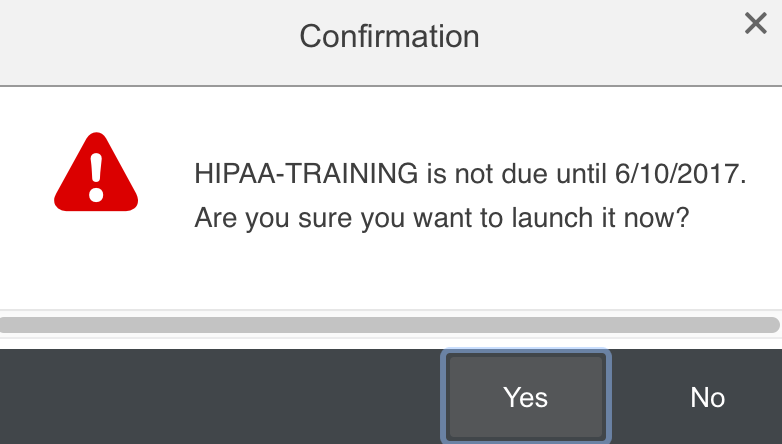 Confirmation
HIPAA-TRAINING is not due until 6/10/2017.
Are you sure you want to launch it now?
Yes No